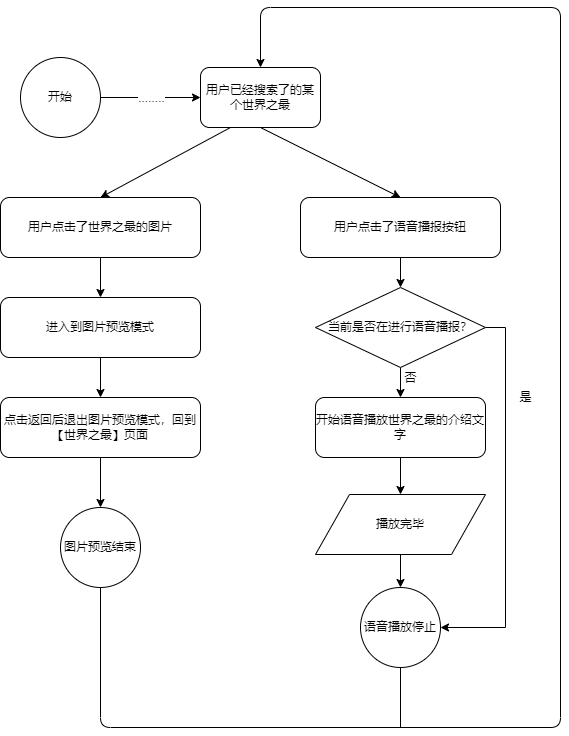 开始
........
用户已经搜索了的某
个世界之最
用户点击了世界之最的图片
用户点击了语音播报按钮
进入到图片预览模式
当前是否在进行语音播报?
否
是
点击返回后退出图片预览模式，回到
【世界之最】页面
开始语音播放世界之最的介绍文
字
播放完毕
图片预览结束
语音播放停止